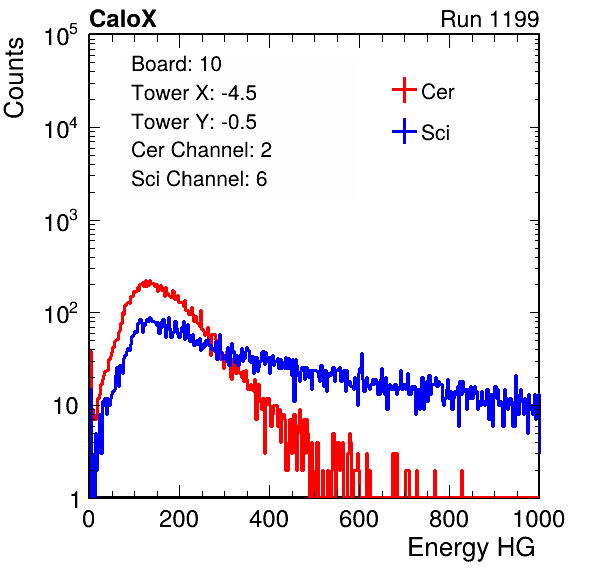 CaloX Run 1199
Counts
Board: 10
Tower X: -4.5
Tower Y: -0.5
Cer Channel: 2
Sci Channel: 6
Cer
Sci
10^5
10^4
10^3
10^2
10
1
0 200 400 600 800 1000
Energy HG